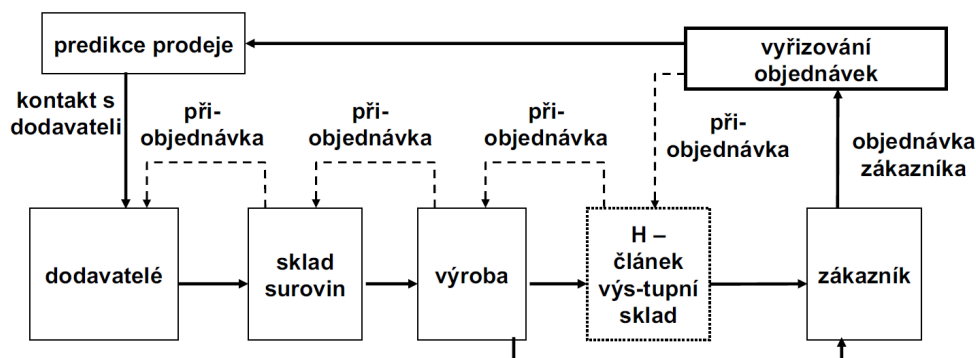 predikce prodeje
vyřizování
objednávek
kontakt s
dodavateli
při-
objednávka
při-
objednávka
při-
objednávka
při-
objednávka
objednávka
zákazníka
dodavatelé
sklad
surovin
výroba
H –
článek
výs-tupní
sklad
zákazník